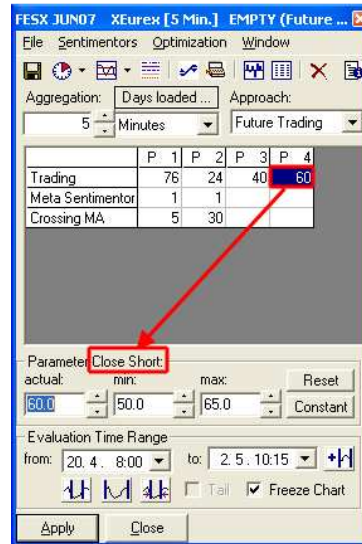 FESX JUN07 XEurex [5 Min.] EMPTY (Future ...
File Sentimentors Optimization Window
Aggregation: Days loaded ... Approach:
5 Minutes Future Trading
P 1 P 2 P 3 P 4
Trading 76 24 40 60
Meta Sentimentor 1 1
Crossing MA 5 30
Parameter Close Short:
actual: min: max: Reset
60.0 50.0 65.0 Constant
Evaluation Time Range
from: 20. 4. 8:00 to: 2. 5. 10:15
Tail Freeze Chart
Apply Close